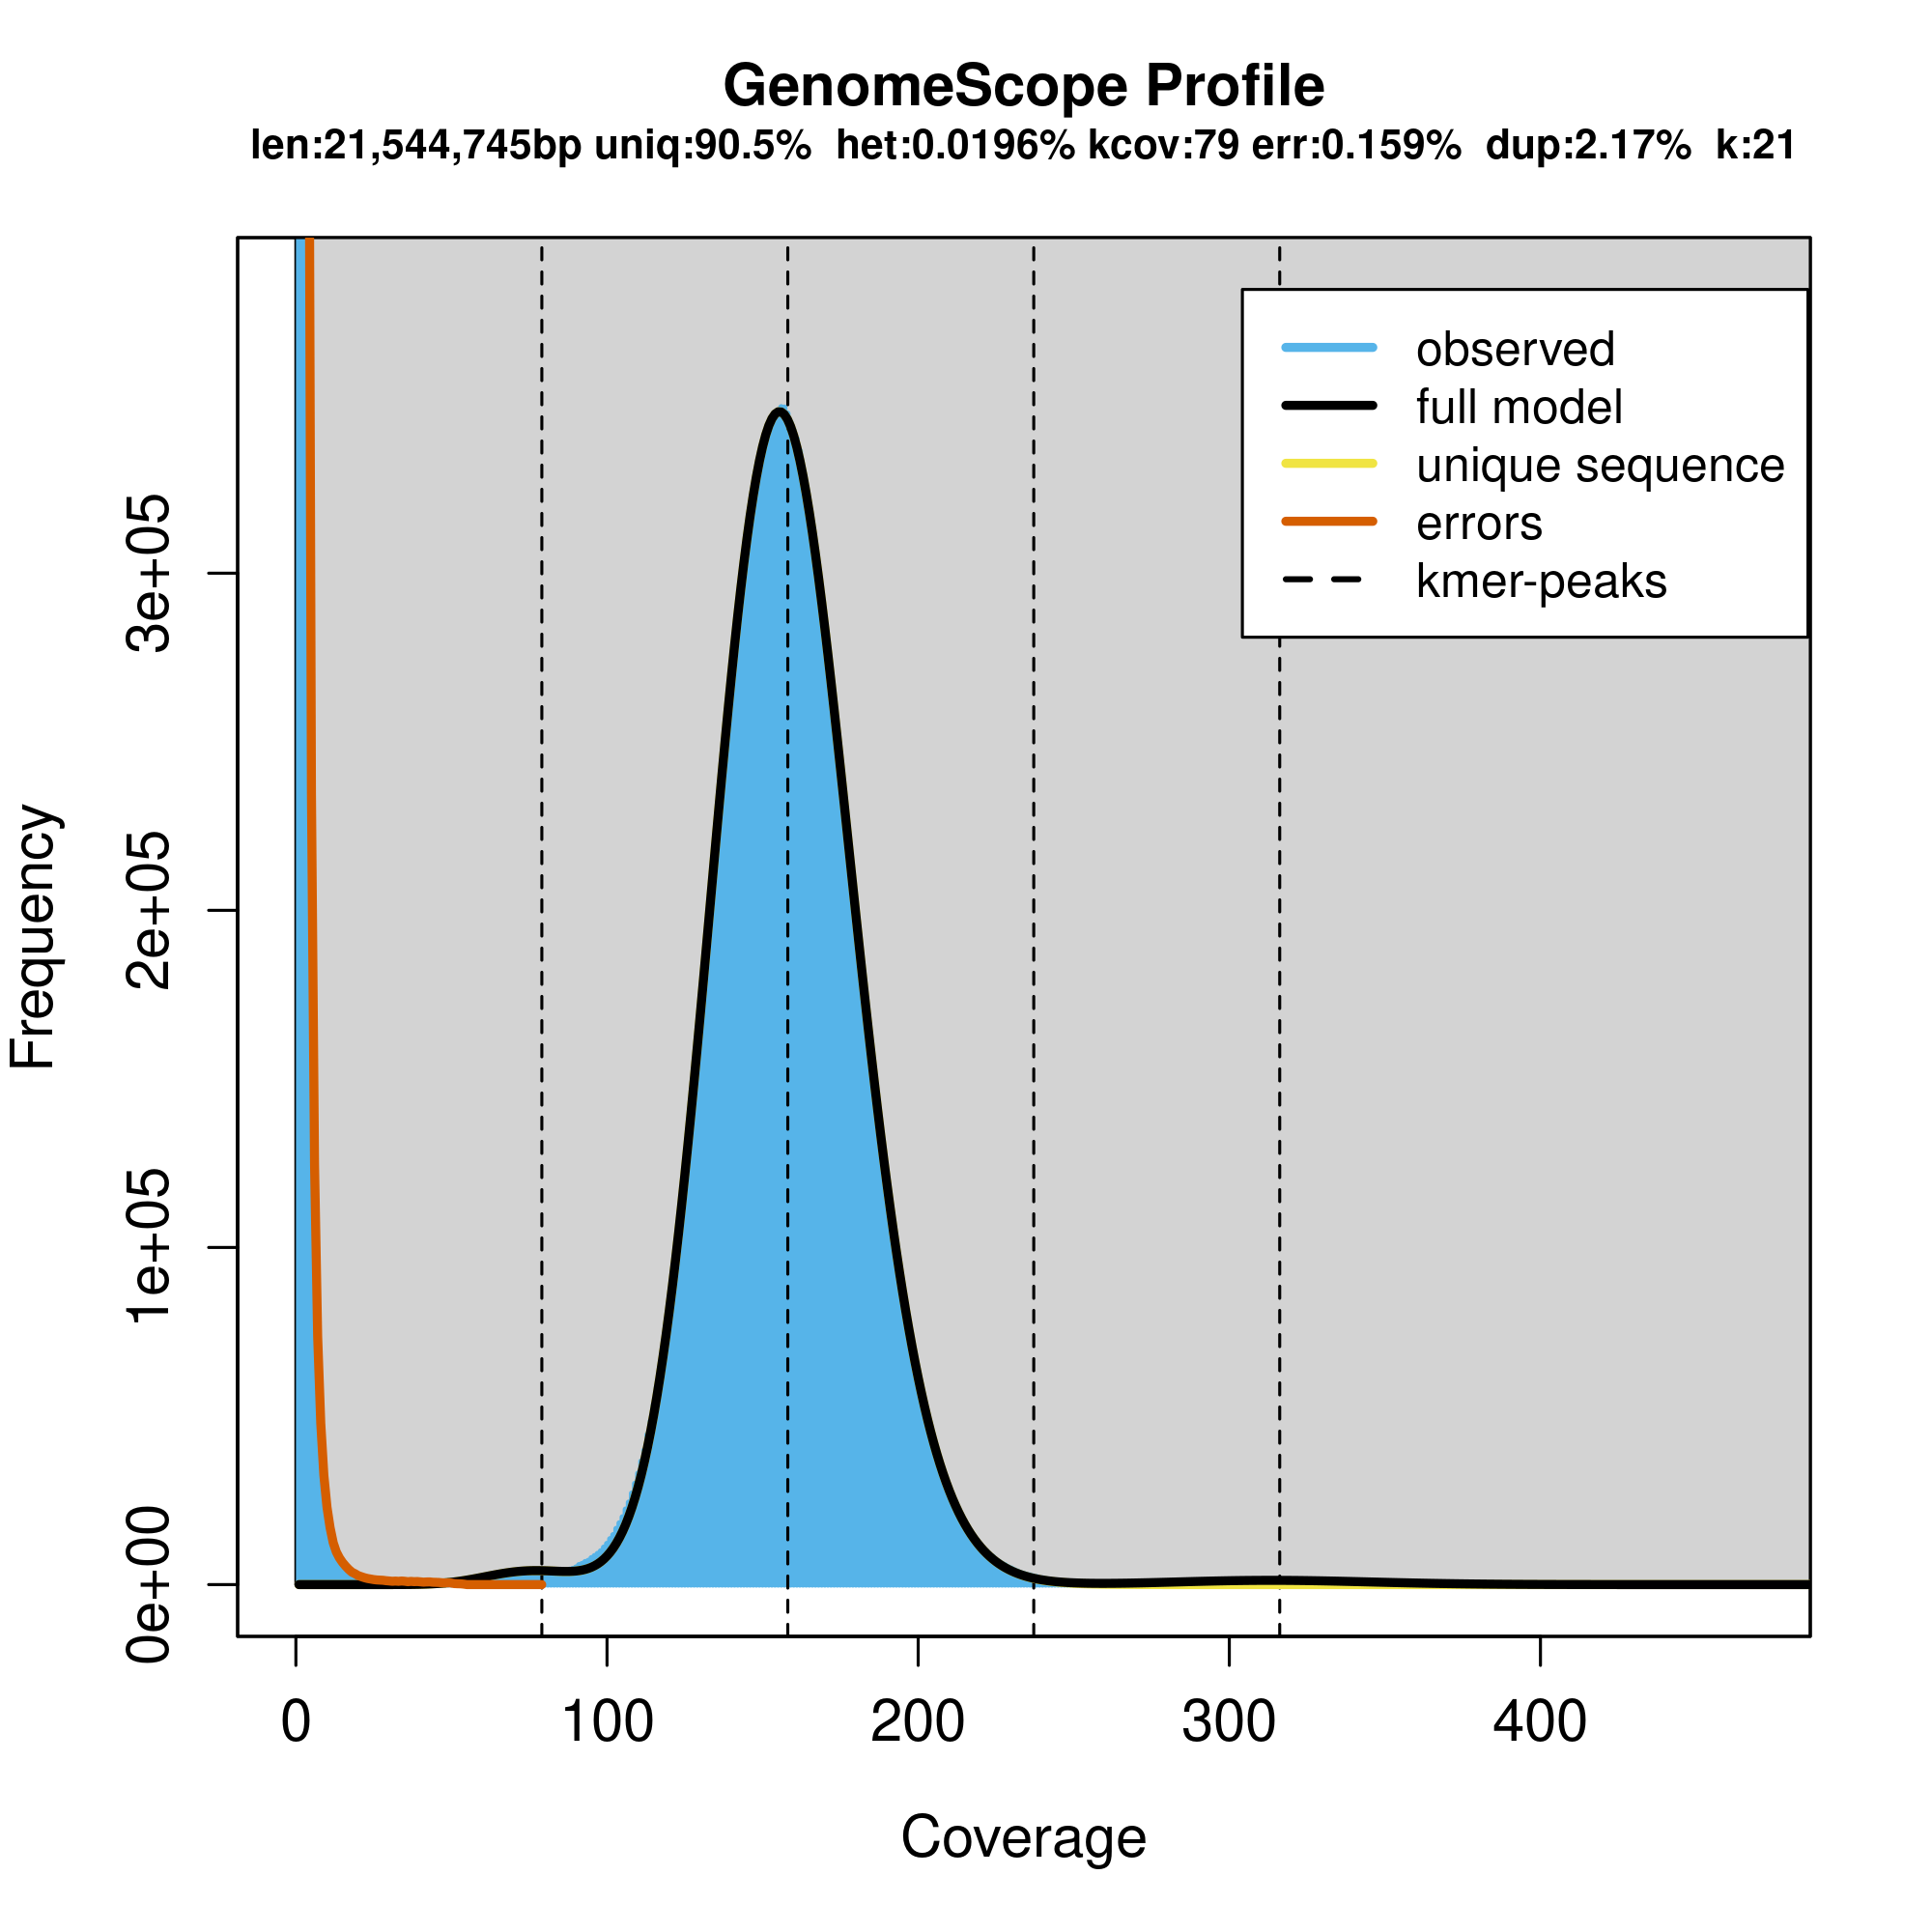 GenomeScope Profile
len:21,544,745bp uniq:90.5% het:0.0196% kcov:79 err:0.159% dup:2.17% k:21
observed
full model
unique sequence
errors
kmer-peaks
Frequency
3e+05
2e+05
1e+05
0e+00
0 100 200 300 400
Coverage